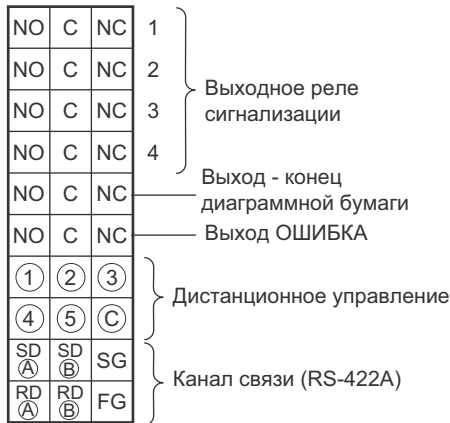 NO C NC 1
NO C NC 2
NO C NC 3
NO C NC 4
Выходное реле
сигнализации
NO C NC
Выход - конец
диаграммной бумаги
NO C NC Выход ОШИБКА
① ② ③
④ ⑤ Ⓒ
Дистанционное управление
SD Ⓐ SD Ⓑ SG
RD Ⓐ RD Ⓑ FG
Канал связи (RS-422A)